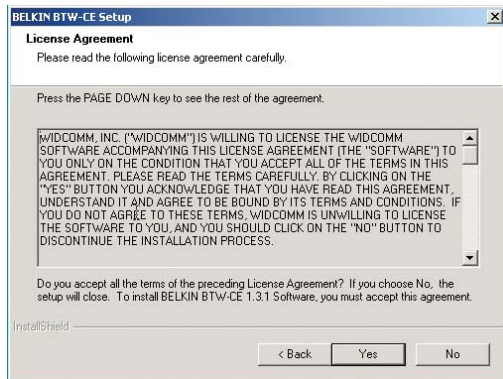 BELKIN BTW-CE Setup
License Agreement
Please read the following license agreement carefully.
Press the PAGE DOWN key to see the rest of the agreement.
WIDCOMM, INC. ("WIDCOMM") IS WILLING TO LICENSE THE WIDCOMM
SOFTWARE ACCOMPANYING THIS LICENSE AGREEMENT (THE "SOFTWARE") TO
YOU ONLY ON THE CONDITION THAT YOU ACCEPT ALL OF THE TERMS IN THIS
AGREEMENT. PLEASE READ THE TERMS CAREFULLY. BY CLICKING ON THE
"YES" BUTTON YOU ACKNOWLEDGE THAT YOU HAVE READ THIS AGREEMENT,
UNDERSTAND IT AND AGREE TO BE BOUND BY ITS TERMS AND CONDITIONS. IF
YOU DO NOT AGREE TO THESE TERMS, WIDCOMM IS UNWILLING TO LICENSE
THE SOFTWARE TO YOU, AND YOU SHOULD CLICK ON THE "NO" BUTTON TO
DISCONTINUE THE INSTALLATION PROCESS.
Do you accept all the terms of the preceding License Agreement? If you choose No, the
setup will close. To install BELKIN BTW-CE 1.3.1 Software, you must accept this agreement.
InstallShield
< Back Yes No